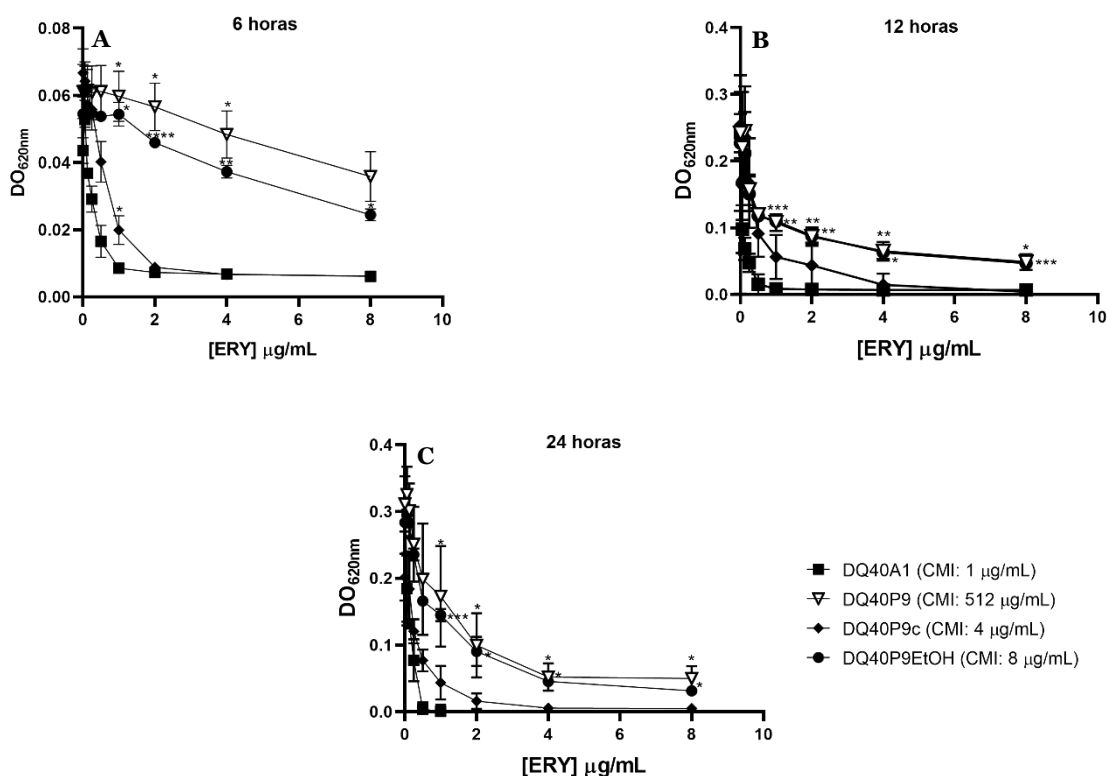 A
6 horas
DO620nm
0.08
0.06
0.04
0.02
0.00
0 2 4 6 8 10
[ERY] μg/mL
* * *
*
**** ** *
*
B
12 horas
DO620nm
0.4
0.3
0.2
0.1
0.0
0 2 4 6 8 10
[ERY] μg/mL
*** ** ** *
** ** * ***
C
24 horas
DO620nm
0.4
0.3
0.2
0.1
0.0
0 2 4 6 8 10
[ERY] μg/mL
* * * *
*** * * *
DQ40A1 (CMI: 1 μg/mL)
DQ40P9 (CMI: 512 μg/mL)
DQ40P9c (CMI: 4 μg/mL)
DQ40P9EtOH (CMI: 8 μg/mL)